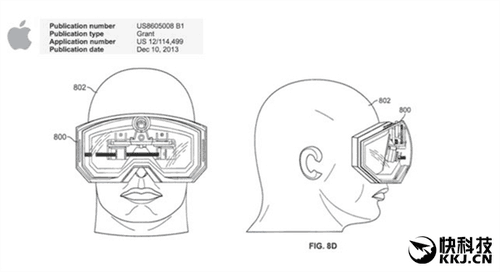 Publication number US8605008 B1
Publication type Grant
Application number US 12/114,499
Publication date Dec 10, 2013
802
800
802
800
FIG. 8D
快科技
KKJ.CN